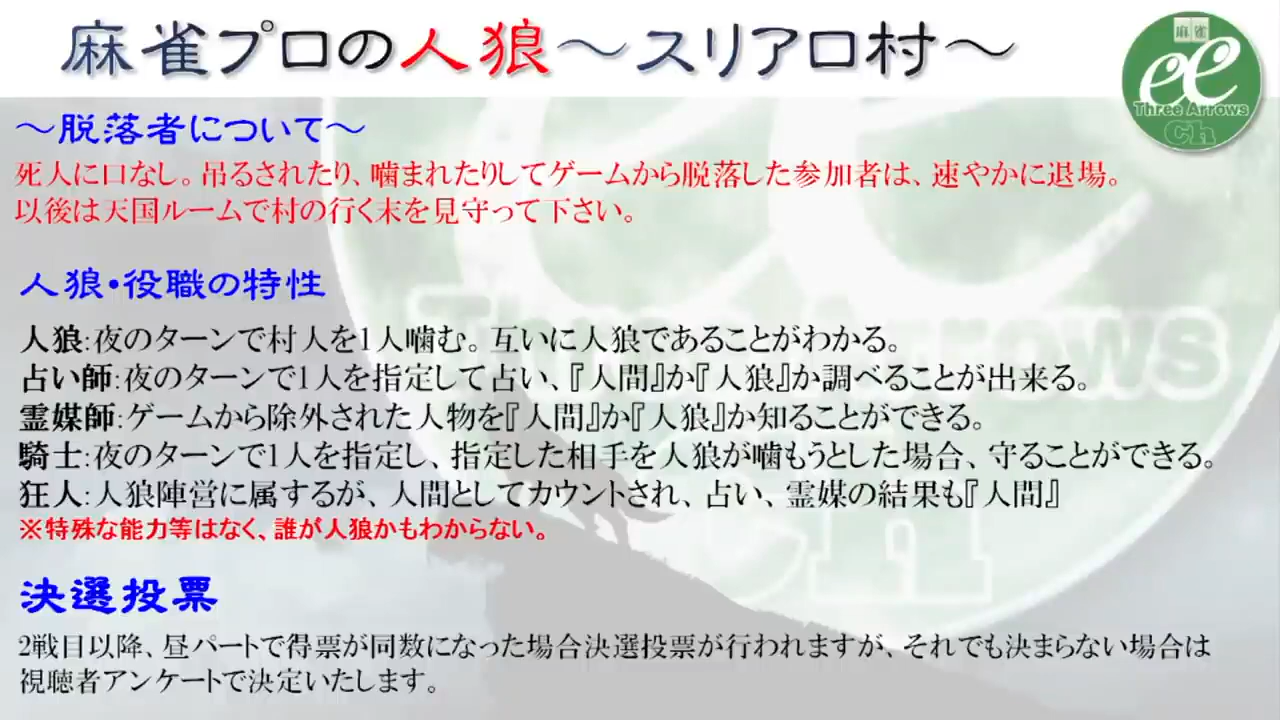 麻雀プロの人狼～スリアロ村～
麻雀
Three Arrows
Ch
～脱落者について～
死人に口なし。吊るされたり、噛まれたりしてゲームから脱落した参加者は、速やかに退場。
以後は天国ルームで村の行く末を見守って下さい。
人狼・役職の特性
人狼:夜のターンで村人を1人噛む。互いに人狼であることがわかる。
占い師:夜のターンで1人を指定して占い、『人間』か『人狼』か調べることが出来る。
霊媒師:ゲームから除外された人物を『人間』か『人狼』か知ることができる。
騎士:夜のターンで1人を指定し、指定した相手を人狼が噛もうとした場合、守ることができる。
狂人:人狼陣営に属するが、人間としてカウントされ、占い、霊媒の結果も『人間』
※特殊な能力等はなく、誰が人狼かもわからない。
決選投票
2戦目以降、昼パートで得票が同数になった場合決選投票が行われますが、それでも決まらない場合は
視聴者アンケートで決定いたします。